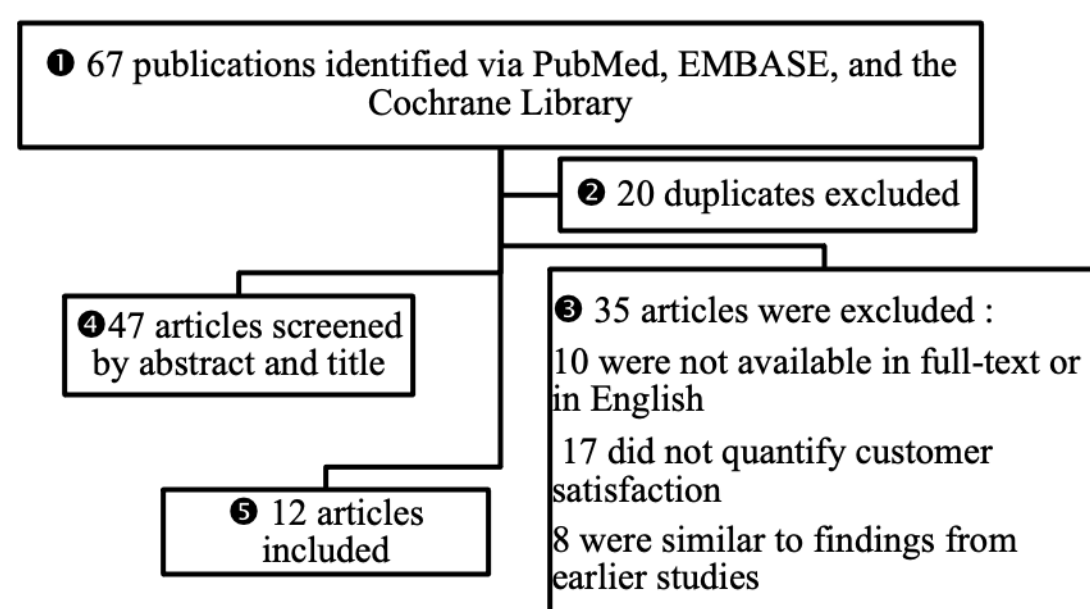 ❶ 67 publications identified via PubMed, EMBASE, and the
Cochrane Library
❷ 20 duplicates excluded
❸ 35 articles were excluded :
10 were not available in full-text or
in English
17 did not quantify customer
satisfaction
8 were similar to findings from
earlier studies
❹47 articles screened
by abstract and title
❺ 12 articles
included